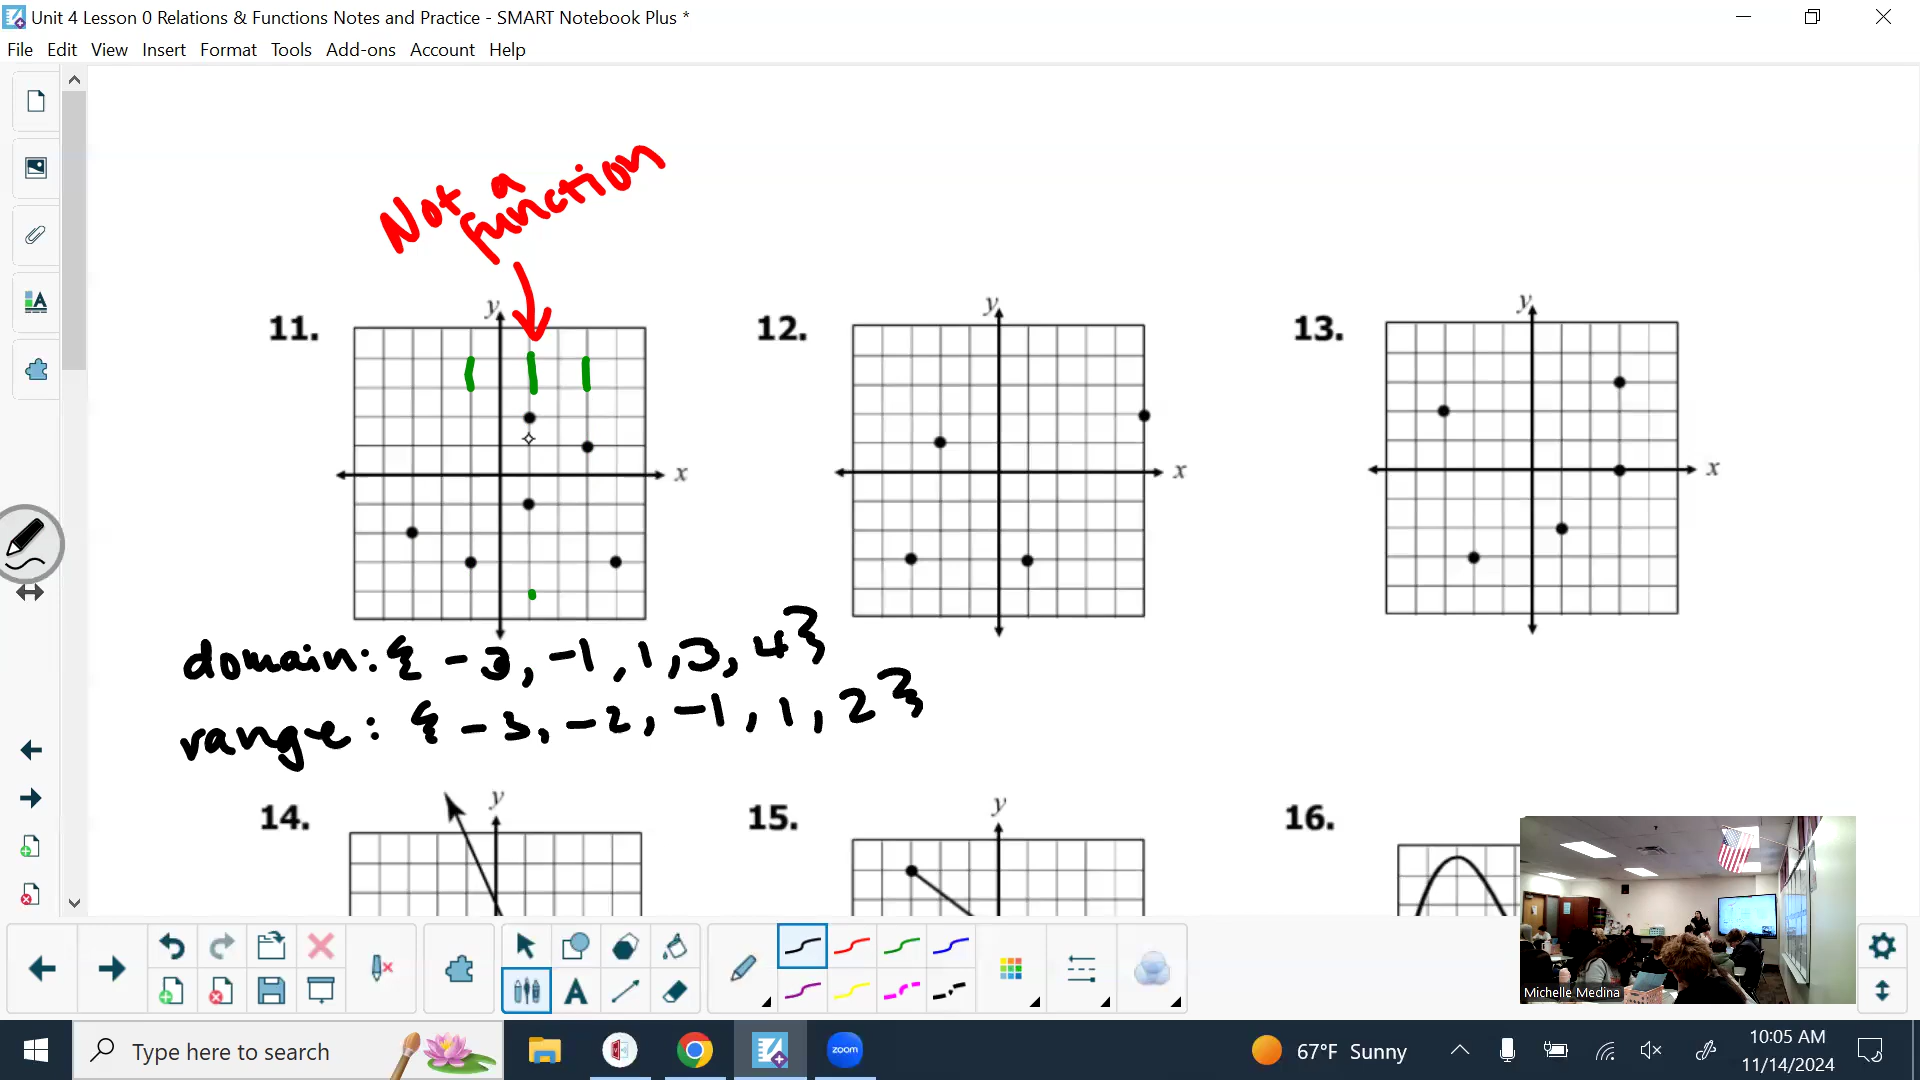 Unit 4 Lesson 0 Relations & Functions Notes and Practice - SMART Notebook Plus *
File Edit View Insert Format Tools Add-ons Account Help
Not a
function
11.
y
x
12.
y
x
13.
y
x
domain: { -3, -1, 1, 3, 4}
range: { -3, -2, -1, 1, 2}
14.
y
15.
y
16.
Michelle Medina
Type here to search
zoom
67°F Sunny
10:05 AM
11/14/2024